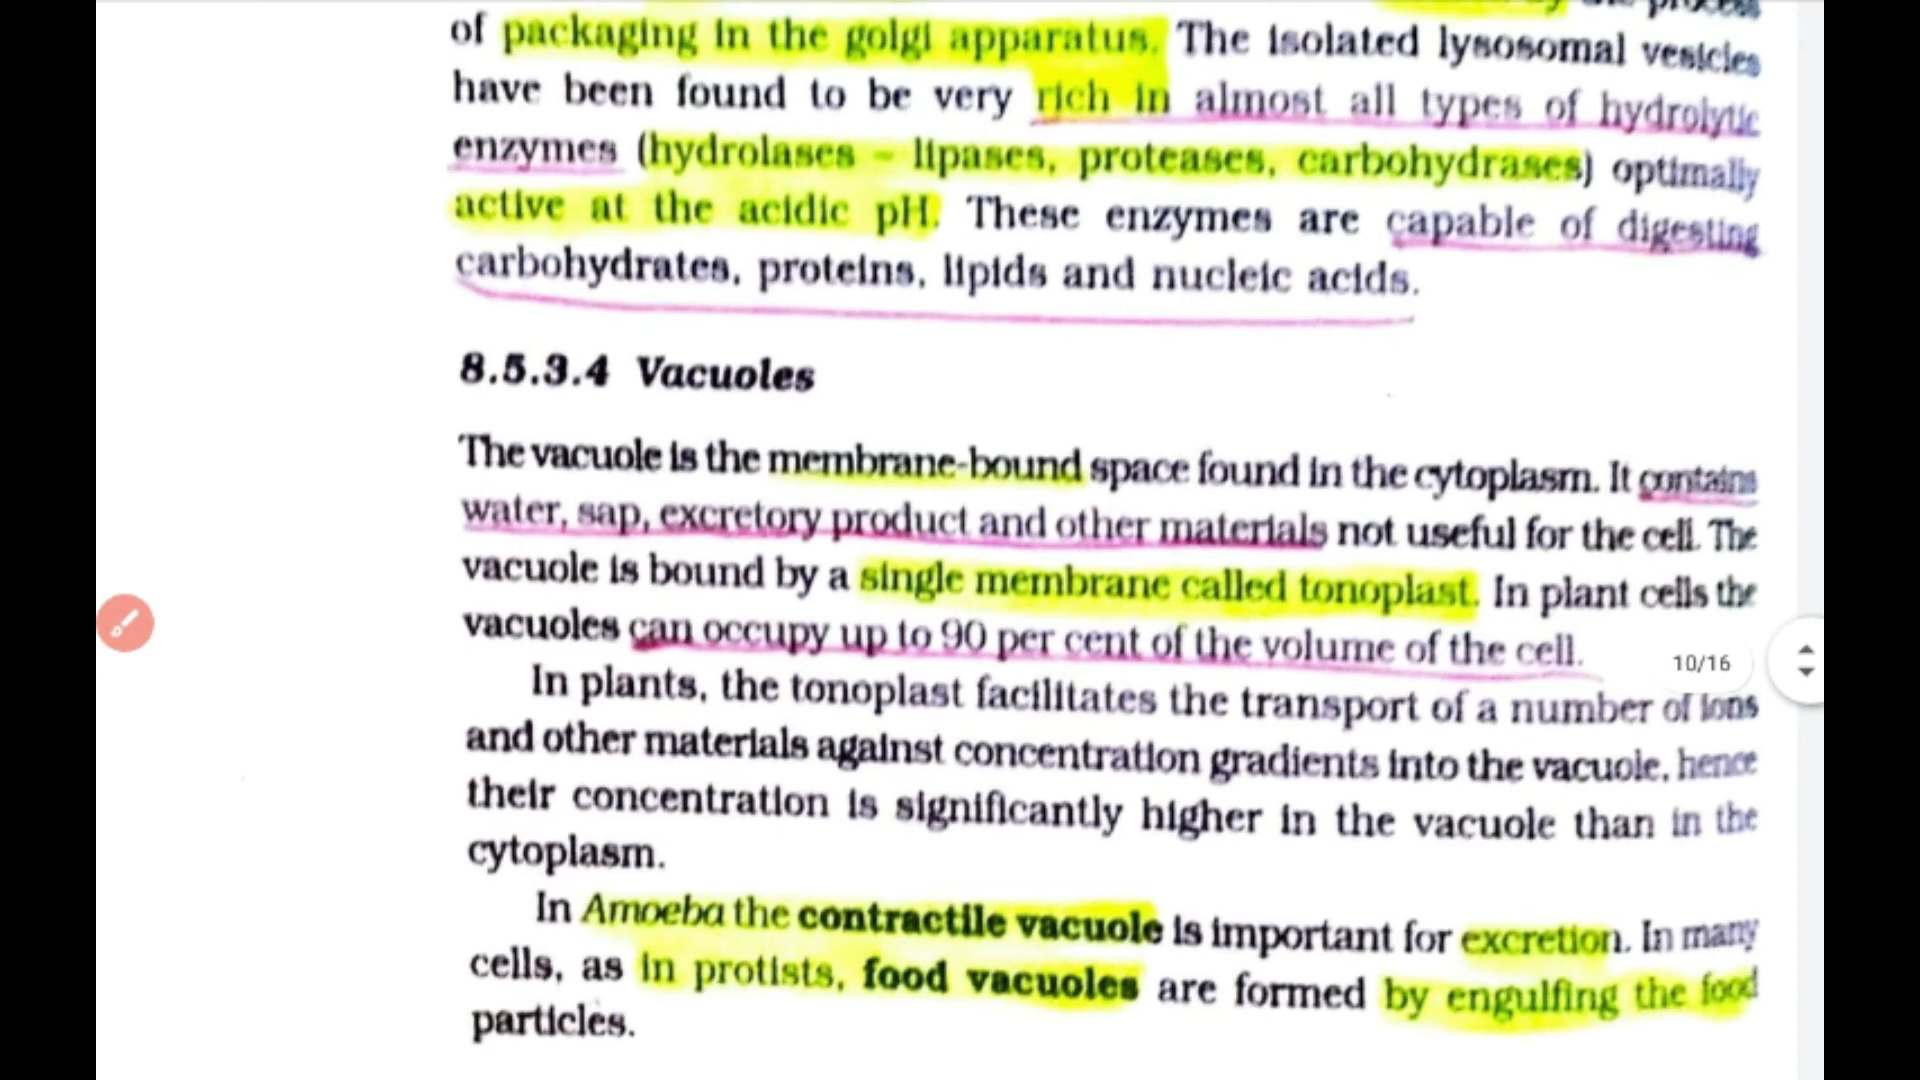 of packaging in the golgi apparatus. The isolated lysosomal vesicles
have been found to be very rich in almost all types of hydrolytic
enzymes (hydrolases – lipases, proteases, carbohydrases) optimally
active at the acidic pH. These enzymes are capable of digesting
carbohydrates, proteins, lipids and nucleic acids.
8.5.3.4 Vacuoles
The vacuole is the membrane-bound space found in the cytoplasm. It contains
water, sap, excretory product and other materials not useful for the cell. The
vacuole is bound by a single membrane called tonoplast. In plant cells the
vacuoles can occupy up to 90 per cent of the volume of the cell.
10/16
In plants, the tonoplast facilitates the transport of a number of ions
and other materials against concentration gradients into the vacuole, hence
their concentration is significantly higher in the vacuole than in the
cytoplasm.
In Amoeba the contractile vacuole is important for excretion. In many
cells, as in protists, food vacuoles are formed by engulfing the food
particles.